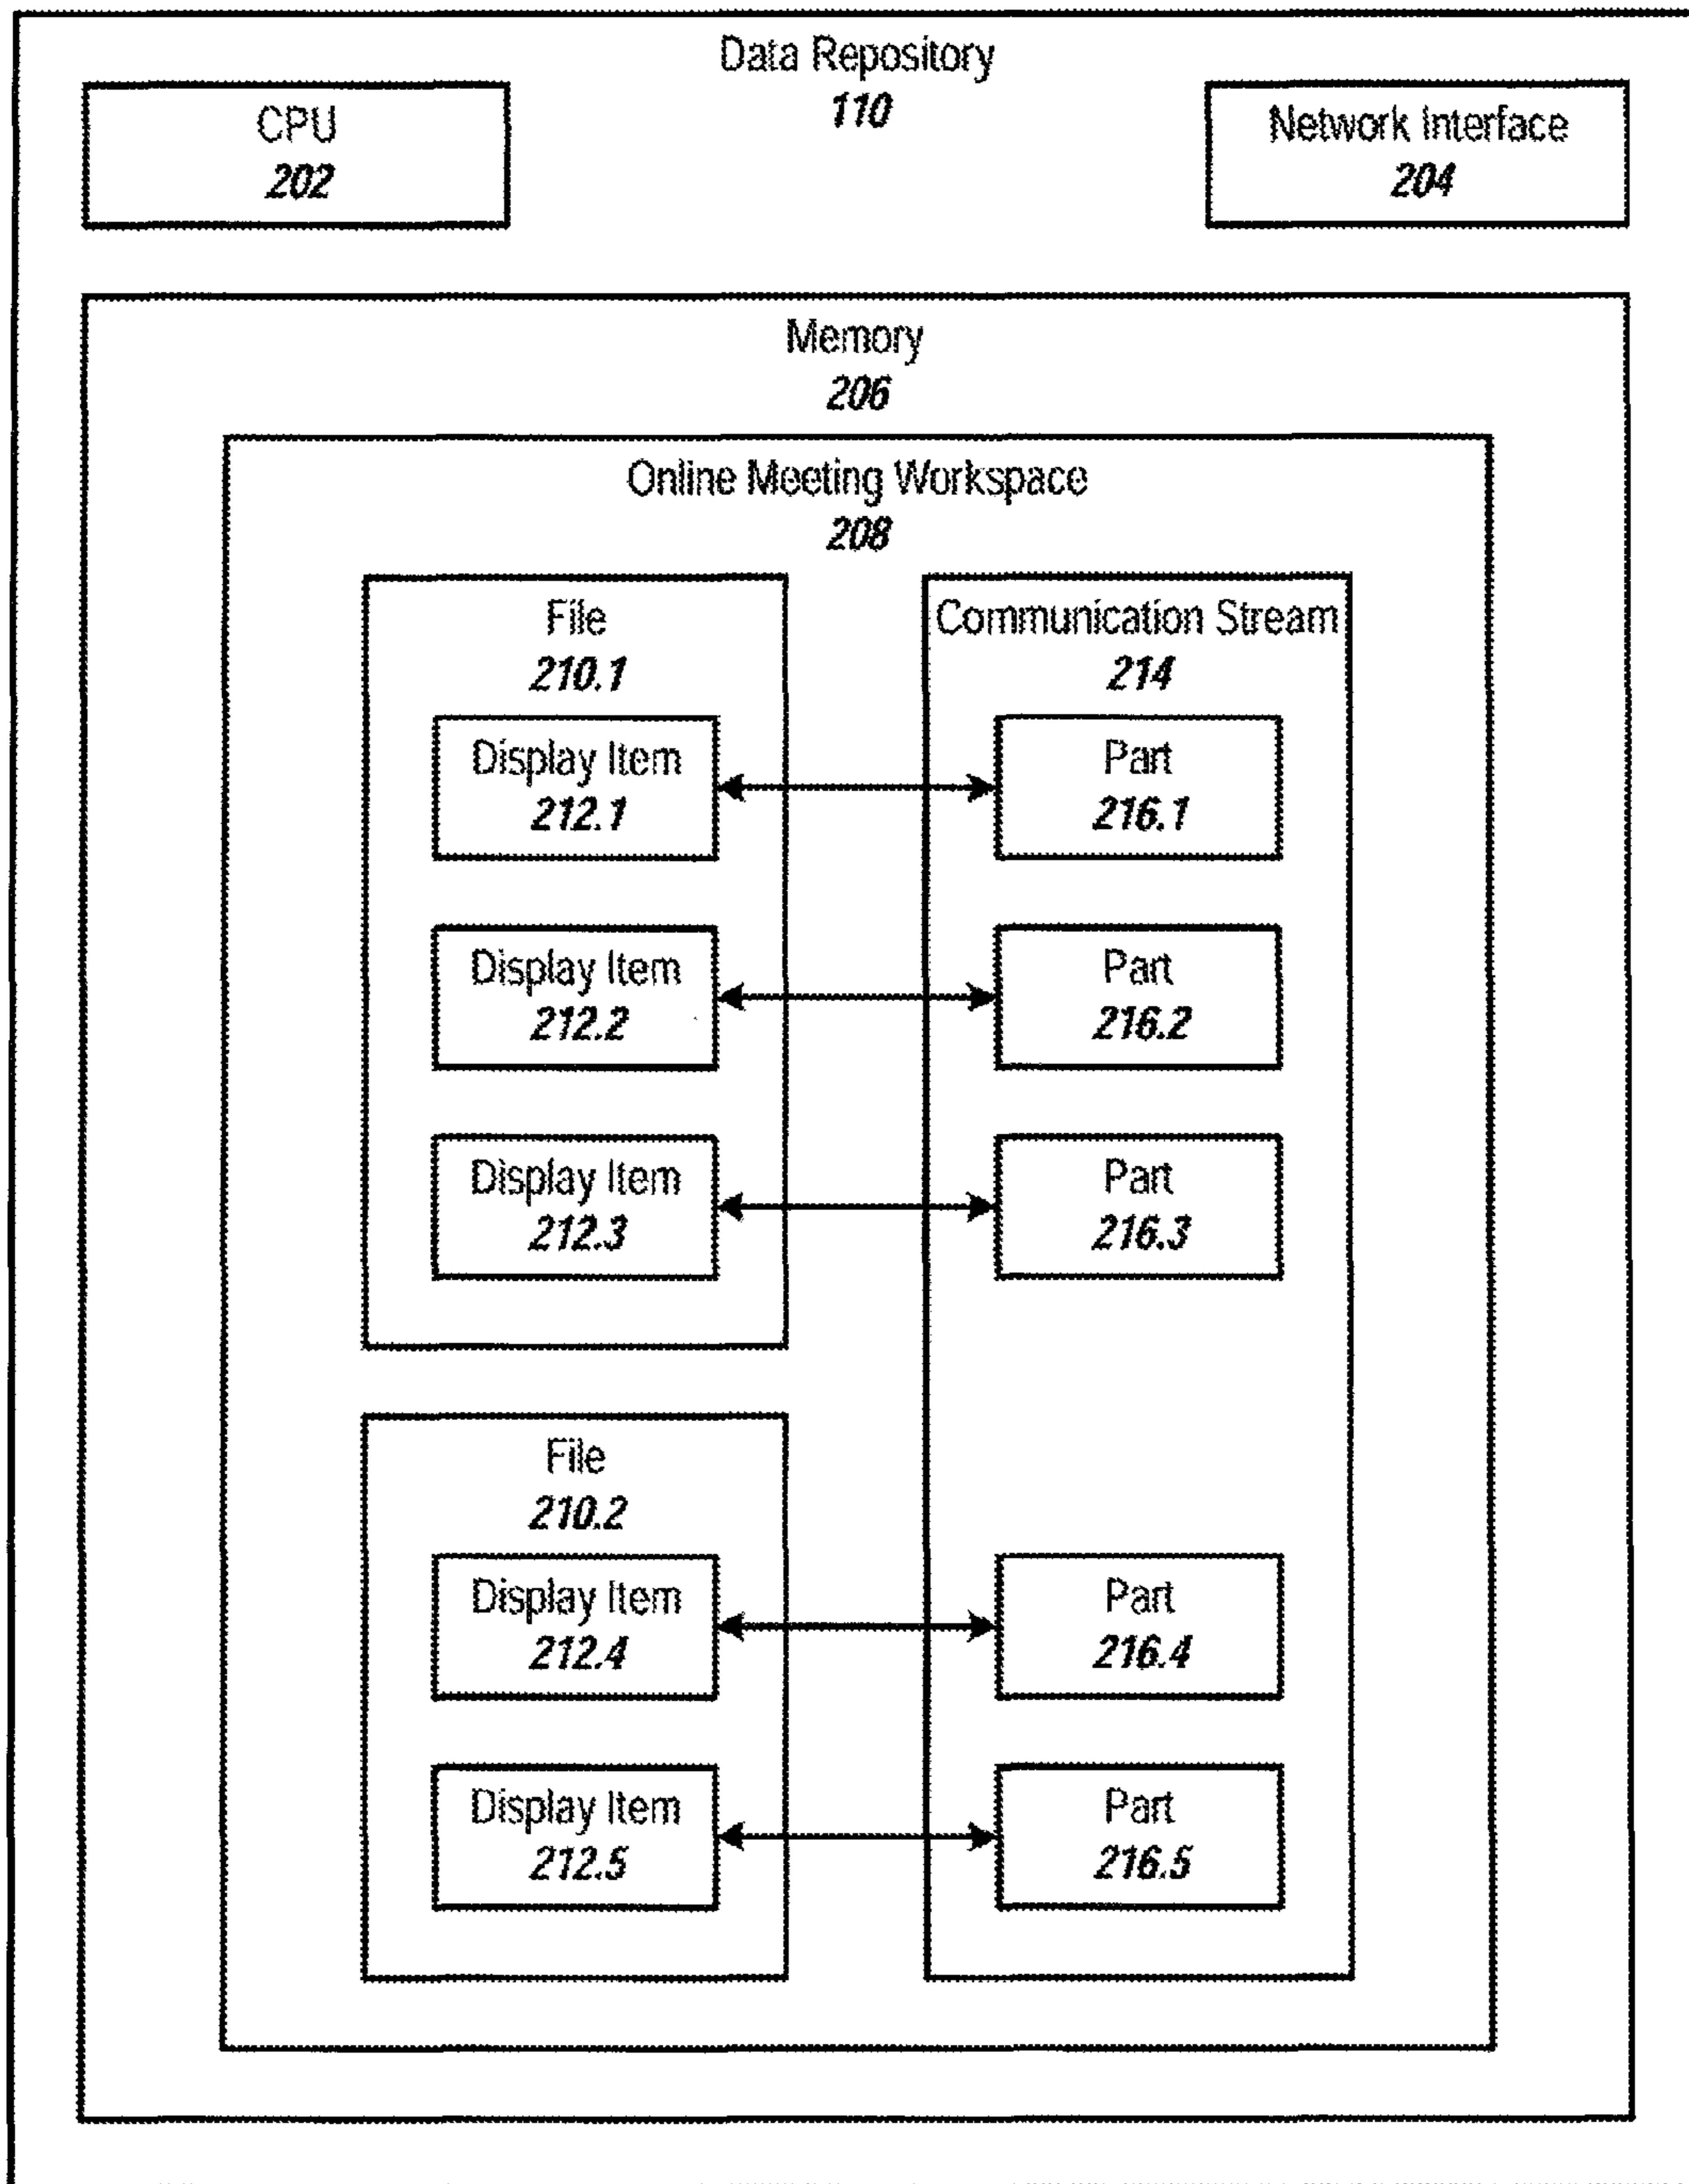 Data Repository
110
CPU
202
Network Interface
204
Memory
206
Online Meeting Workspace
208
File
210.1
Display Item
212.1
Display Item
212.2
Display Item
212.3
File
210.2
Display Item
212.4
Display Item
212.5
Communication Stream
214
Part
216.1
Part
216.2
Part
216.3
Part
216.4
Part
216.5